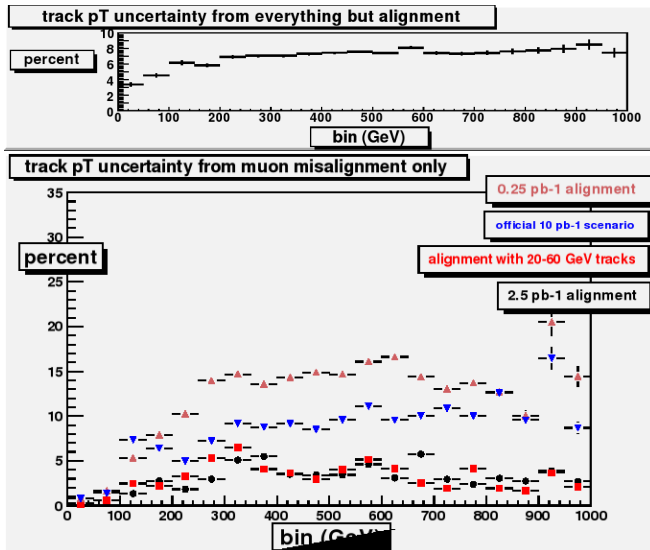 track pT uncertainty from everything but alignment
percent
10
8
6
4
2
0
0 100 200 300 400 500 600 700 800 900 1000
bin (GeV)
track pT uncertainty from muon misalignment only
0.25 pb-1 alignment
official 10 pb-1 scenario
alignment with 20-60 GeV tracks
2.5 pb-1 alignment
percent
35
30
25
20
15
10
5
0
0 100 200 300 400 500 600 700 800 900 1000
bin (GeV)